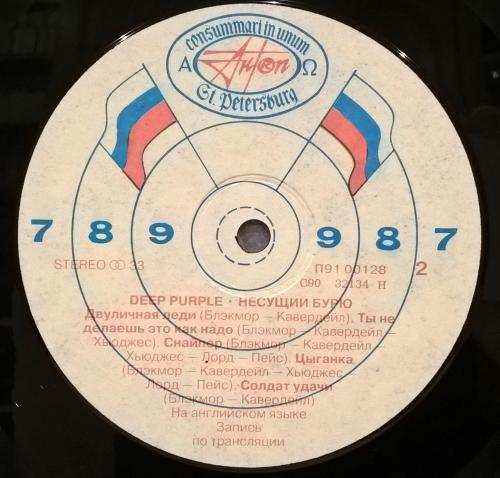 consummari in unum
Α Антоп Ω
St. Petersburg
7 8 9 9 8 7
STEREO 33 П91 00128 2
С90 32134 Н
DEEP PURPLE · НЕСУЩИЙ БУРЮ
Двуличная леди (Блэкмор – Кавердейл). Ты не
делаешь это как надо (Блэкмор – Кавердейл –
Хьюджес). Снайпер (Блэкмор – Кавердейл –
Хьюджес – Лорд – Пейс). Цыганка
(Блэкмор – Кавердейл – Хьюджес
Лорд – Пейс). Солдат удачи
(Блэкмор – Кавердейл)
На английском языке
Запись
по трансляции